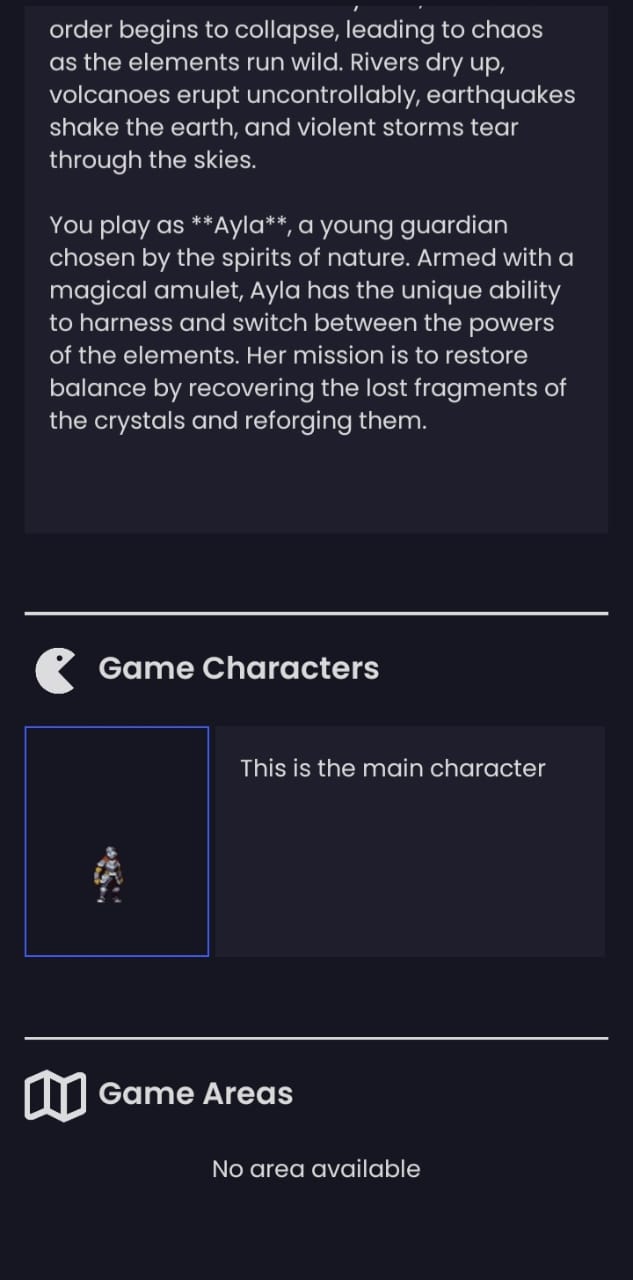 order begins to collapse, leading to chaos
as the elements run wild. Rivers dry up,
volcanoes erupt uncontrollably, earthquakes
shake the earth, and violent storms tear
through the skies.
You play as **Ayla**, a young guardian
chosen by the spirits of nature. Armed with a
magical amulet, Ayla has the unique ability
to harness and switch between the powers
of the elements. Her mission is to restore
balance by recovering the lost fragments of
the crystals and reforging them.
Game Characters
This is the main character
Game Areas
No area available